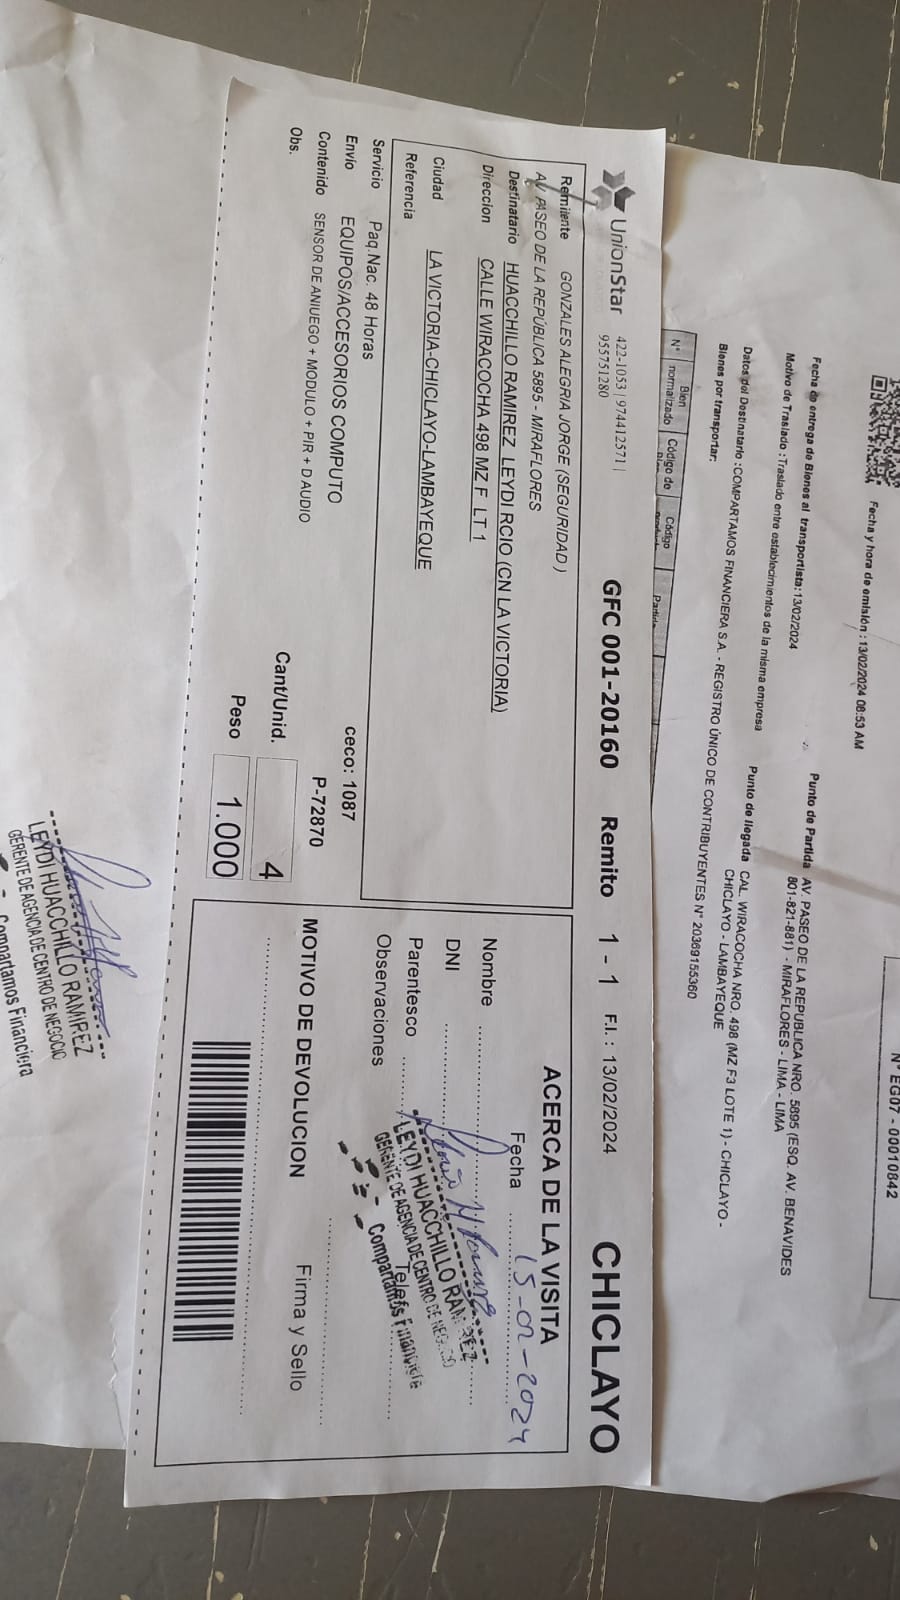 N° EG07 - 00010842
Fecha y hora de emisión : 13/02/2024 08:53 AM
Fecha de entrega de Bienes al transportista:13/02/2024
Motivo de Traslado :Traslado entre establecimientos de la misma empresa
Punto de Partida AV. PASEO DE LA REPUBLICA NRO. 5895 (ESQ. AV. BENAVIDES
801-821-881) - MIRAFLORES - LIMA - LIMA
Punto de llegada CAL. WIRACOCHA NRO. 498 (MZ F3 LOTE 1) - CHICLAYO -
CHICLAYO - LAMBAYEQUE
Datos del Destinatario :COMPARTAMOS FINANCIERA S.A. - REGISTRO ÚNICO DE CONTRIBUYENTES N° 20369155360
Bienes por transportar:
N° Bien normalizado Código de Código
UnionStar 422-1053 | 974412571 |
955751280
GFC 001-20160 Remito 1 - 1 F.I. : 13/02/2024 CHICLAYO
Remitente GONZALES ALEGRIA JORGE (SEGURIDAD )
AV. PASEO DE LA REPÚBLICA 5895 - MIRAFLORES
Destinatario HUACCHILLO RAMIREZ LEYDI RCIO (CN LA VICTORIA)
Direccion CALLE WIRACOCHA 498 MZ F LT 1
Ciudad LA VICTORIA-CHICLAYO-LAMBAYEQUE
Referencia
Servicio Paq.Nac. 48 Horas
Envio EQUIPOS/ACCESORIOS COMPUTO
ceco: 1087
Contenido SENSOR DE ANIUEGO + MODULO + PIR + D AUDIO
P-72870
Obs.
Cant/Unid. 4
Peso 1.000
ACERCA DE LA VISITA
Fecha 15-02-2024
Nombre
DNI
Parentesco
Observaciones
LEYDI HUACCHILLO RAMIREZ
GERENTE DE AGENCIA DE CENTRO DE NEGOCIO
Compartamos Financiera
MOTIVO DE DEVOLUCION
Firma y Sello
LEYDI HUACCHILLO RAMIREZ
GERENTE DE AGENCIA DE CENTRO DE NEGOCIO
Compartamos Financiera